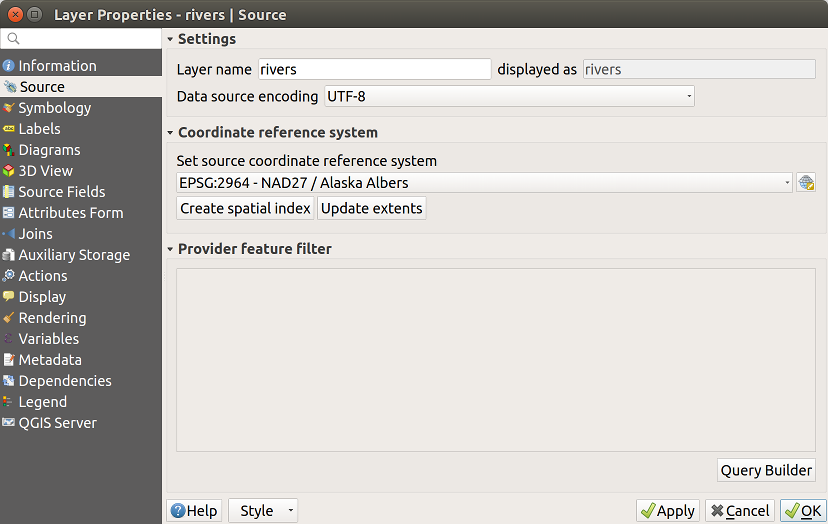 Layer Properties - rivers | Source
Information
Source
Symbology
Labels
Diagrams
3D View
Source Fields
Attributes Form
Joins
Auxiliary Storage
Actions
Display
Rendering
Variables
Metadata
Dependencies
Legend
QGIS Server
Settings
Layer name rivers displayed as rivers
Data source encoding UTF-8
Coordinate reference system
Set source coordinate reference system
EPSG:2964 - NAD27 / Alaska Albers
Create spatial index Update extents
Provider feature filter
Query Builder
Help Style Apply Cancel OK